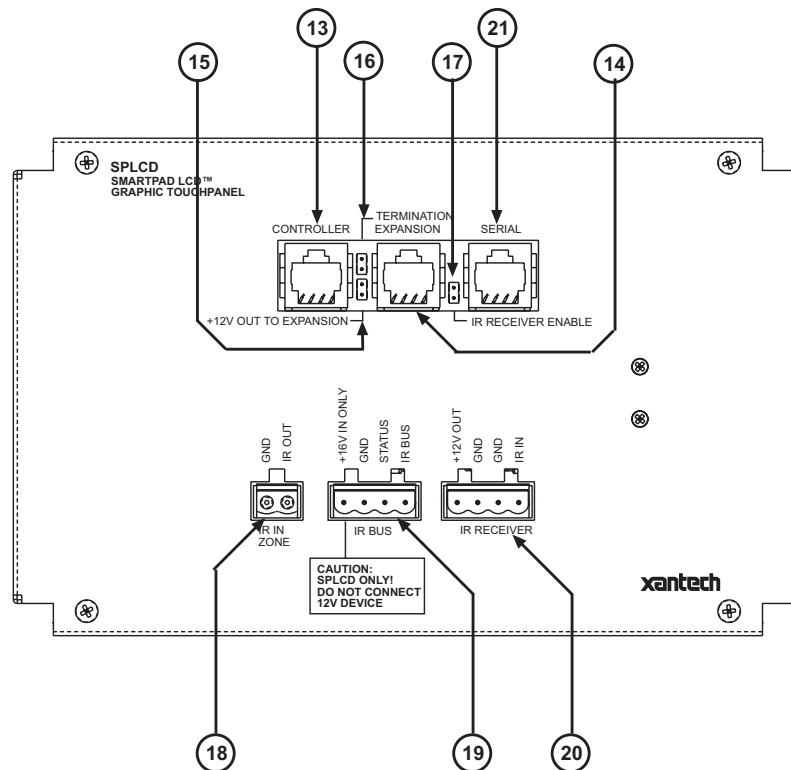 13
21
15
16
17
14
SPLCD
SMARTPAD LCD™
GRAPHIC TOUCHPANEL
TERMINATION
CONTROLLER
EXPANSION
SERIAL
+12V OUT TO EXPANSION
IR RECEIVER ENABLE
GND
IR OUT
+16V IN ONLY
GND
STATUS
IR BUS
+12V OUT
GND
GND
IR IN
IR IN
ZONE
IR BUS
IR RECEIVER
CAUTION:
SPLCD ONLY!
DO NOT CONNECT
12V DEVICE
xantech
18
19
20